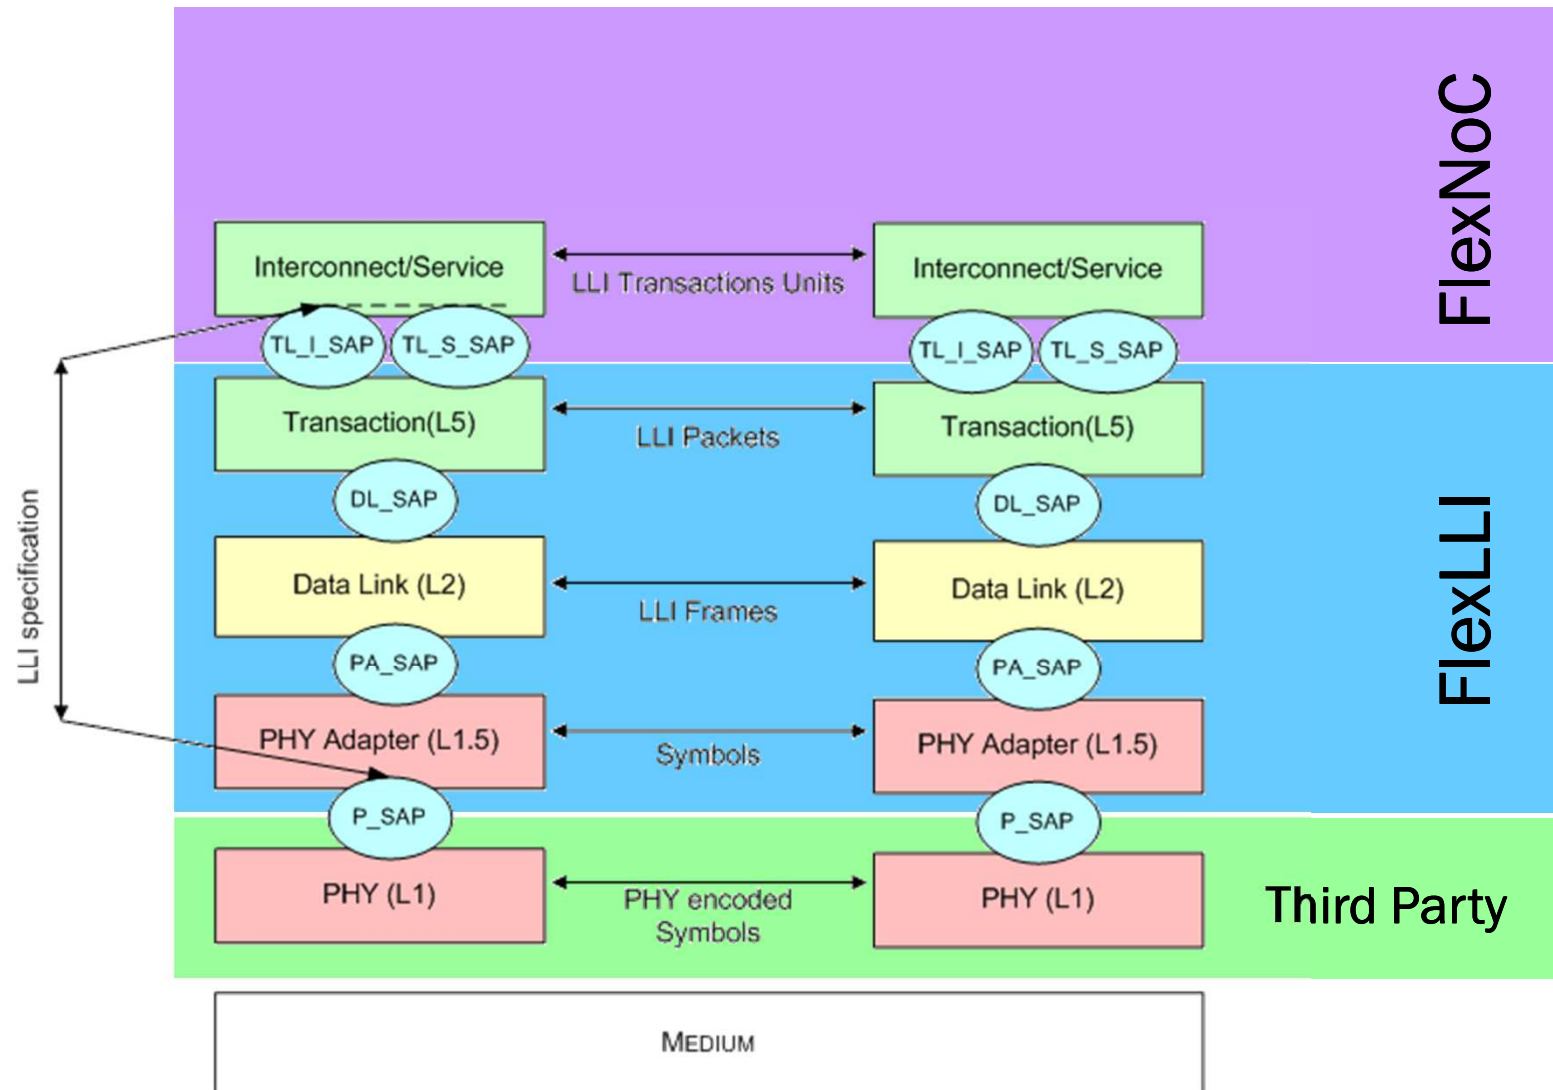 FlexNoC
Interconnect/Service
LLI Transactions Units
Interconnect/Service
TL_I_SAP
TL_S_SAP
TL_I_SAP
TL_S_SAP
Transaction(L5)
LLI Packets
Transaction(L5)
DL_SAP
DL_SAP
LLI specification
FlexLLI
Data Link (L2)
LLI Frames
Data Link (L2)
PA_SAP
PA_SAP
PHY Adapter (L1.5)
Symbols
PHY Adapter (L1.5)
P_SAP
P_SAP
PHY (L1)
PHY encoded
Symbols
PHY (L1)
Third Party
MEDIUM